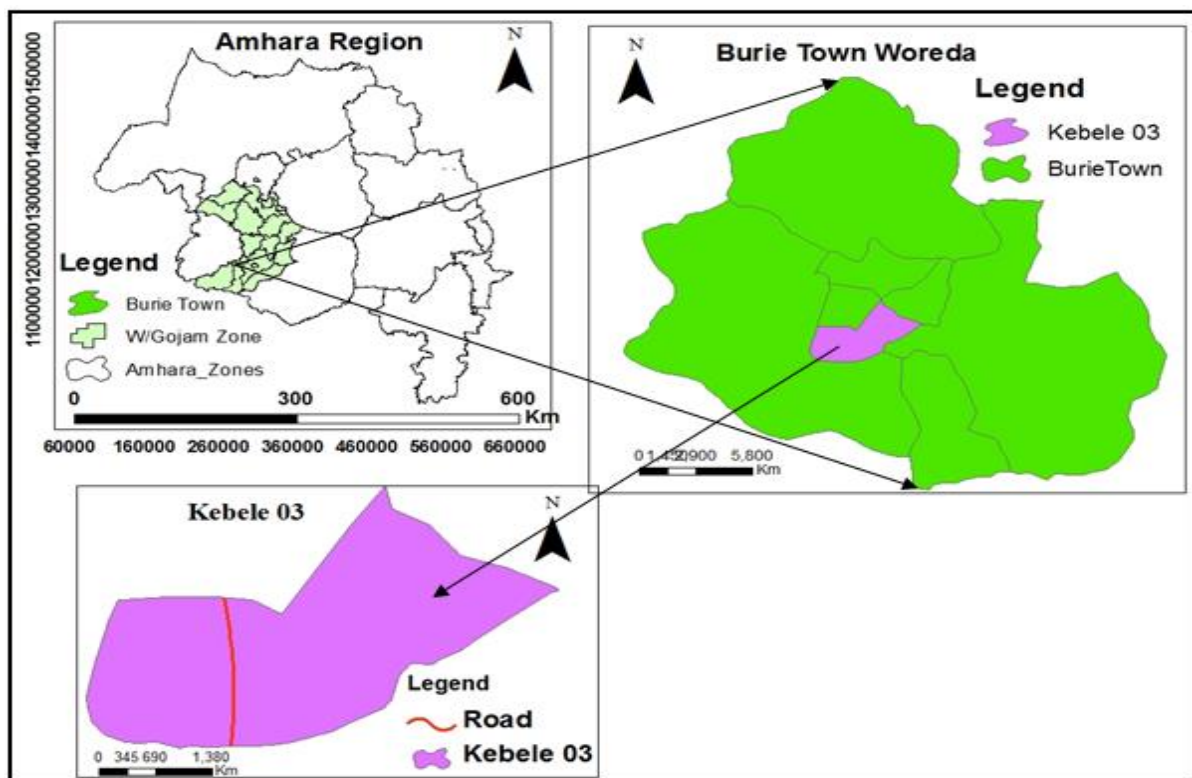 Amhara Region
N
1100000 1200000 1300000 1400000 1500000
Legend
Burie Town
W/Gojam Zone
Amhara_Zones
0 300 600
Km
60000 160000 260000 360000 460000 560000 660000
N
Burie Town Woreda
Legend
Kebele 03
BurieTown
5,800
Km
Kebele 03
N
Legend
Road
Kebele 03
0 345 690 1,380
Km